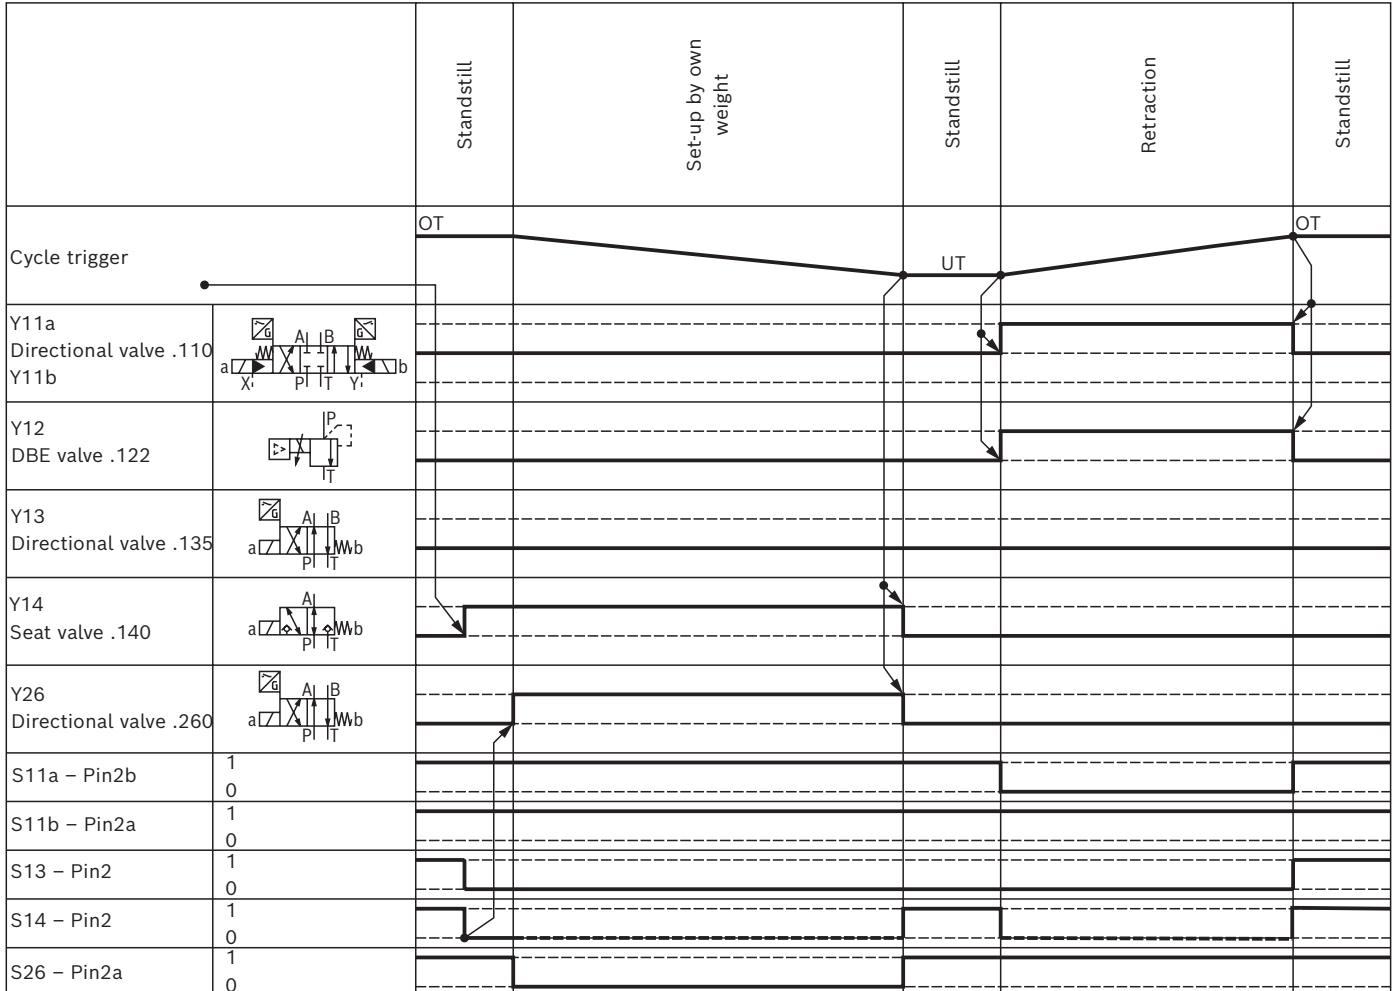 Standstill
Set-up by own
weight
Standstill
Retraction
Standstill
Cycle trigger
OT
UT
OT
Y11a
Directional valve .110
Y11b
G
G
A B
a b
X P T Y
Y12
DBE valve .122
P
T
Y13
Directional valve .135
G
A B
a b
P T
Y14
Seat valve .140
A
a b
P T
Y26
Directional valve .260
G
A B
a b
P T
S11a – Pin2b
1
0
S11b – Pin2a
1
0
S13 – Pin2
1
0
S14 – Pin2
1
0
S26 – Pin2a
1
0